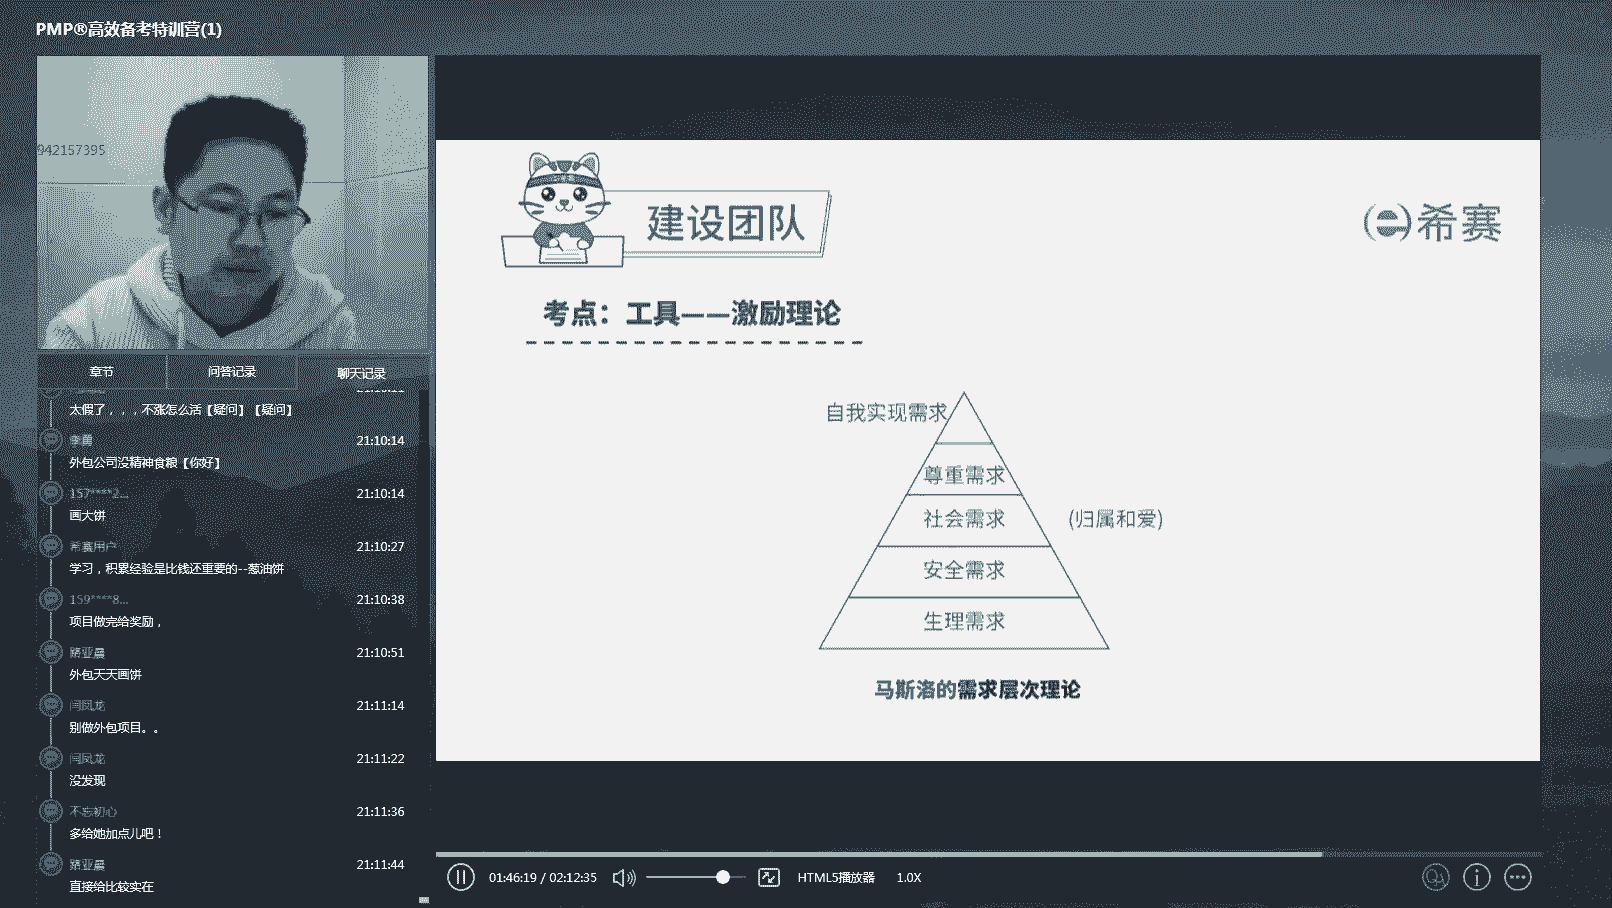 PMP®高效备考特训营(1)
942157395
章节
问答记录
聊天记录
太假了，，，不涨怎么活【疑问】【疑问】
李勇
21:10:14
外包公司没精神食粮【你好】
157****2...
21:10:14
画大饼
希赛用户
21:10:27
学习，积累经验是比钱还重要的--葱油饼
159****8...
21:10:38
项目做完给奖励，
路亚晨
21:10:51
外包天天画饼
闫凤龙
21:11:14
别做外包项目。。
闫凤龙
21:11:22
没发现
不忘初心
21:11:36
多给她加点儿吧！
路亚晨
21:11:44
直接给比较实在
建设团队
希赛
考点：工具——激励理论
自我实现需求
尊重需求
社会需求
(归属和爱)
安全需求
生理需求
马斯洛的需求层次理论
01:46:19 / 02:12:35
HTML5播放器
1.0X